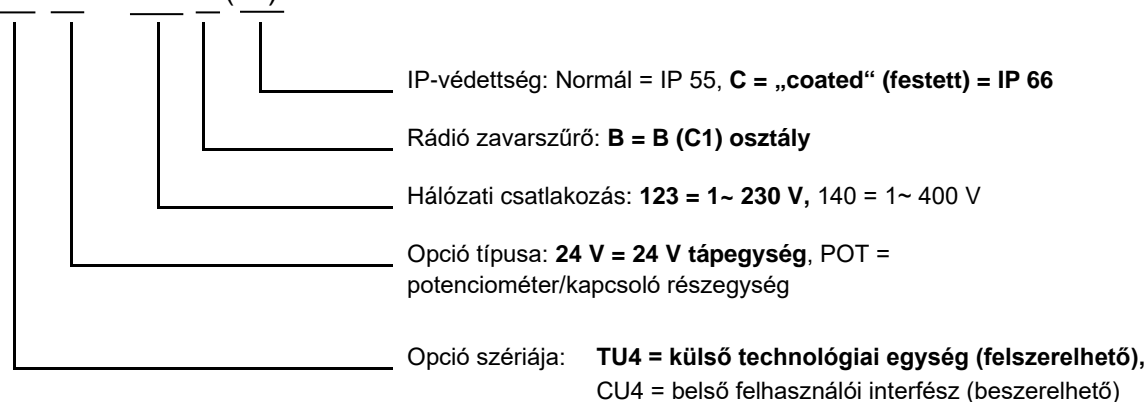 IP-védettség: Normál = IP 55, C = „coated“ (festett) = IP 66
Rádió zavarszűrő: B = B (C1) osztály
Hálózati csatlakozás: 123 = 1~ 230 V, 140 = 1~ 400 V
Opció típusa: 24 V = 24 V tápegység, POT =
potenciométer/kapcsoló részegység
Opció szériája: TU4 = külső technológiai egység (felszerelhető),
CU4 = belső felhasználói interfész (beszerelhető)